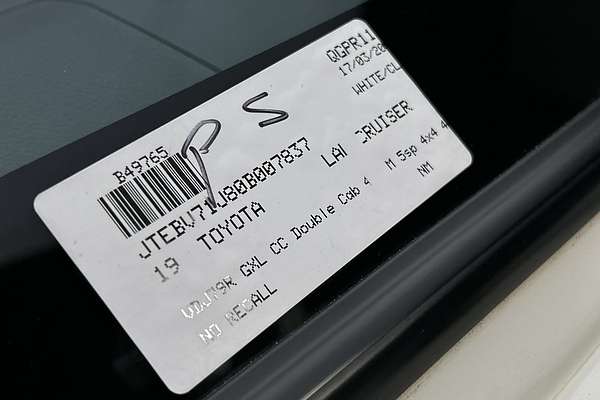 QGPR11
17/03/20
WHITE/CL
B49765
P S
JTEBV71J80B007837
19 TOYOTA LAN CRUISER
VDJ79R GXL CC Double Cab 4 M 5sp 4x4 4
NO RECALL NM